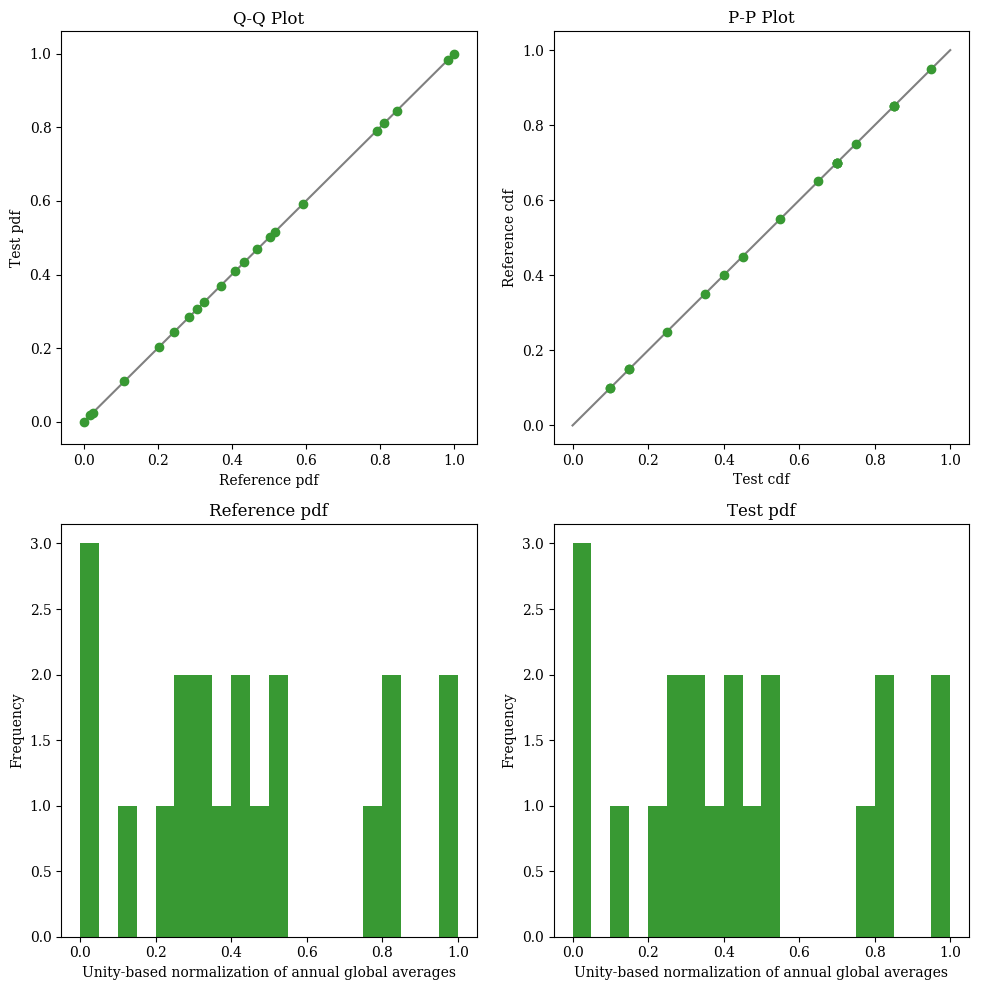 Q-Q Plot
1.0
0.8
0.6
0.4
0.2
0.0
Test pdf
0.0 0.2 0.4 0.6 0.8 1.0
Reference pdf
P-P Plot
1.0
0.8
0.6
0.4
0.2
0.0
Reference cdf
0.0 0.2 0.4 0.6 0.8 1.0
Test cdf
Reference pdf
3.0
2.5
2.0
1.5
1.0
0.5
0.0
Frequency
0.0 0.2 0.4 0.6 0.8 1.0
Unity-based normalization of annual global averages
Test pdf
3.0
2.5
2.0
1.5
1.0
0.5
0.0
Frequency
0.0 0.2 0.4 0.6 0.8 1.0
Unity-based normalization of annual global averages